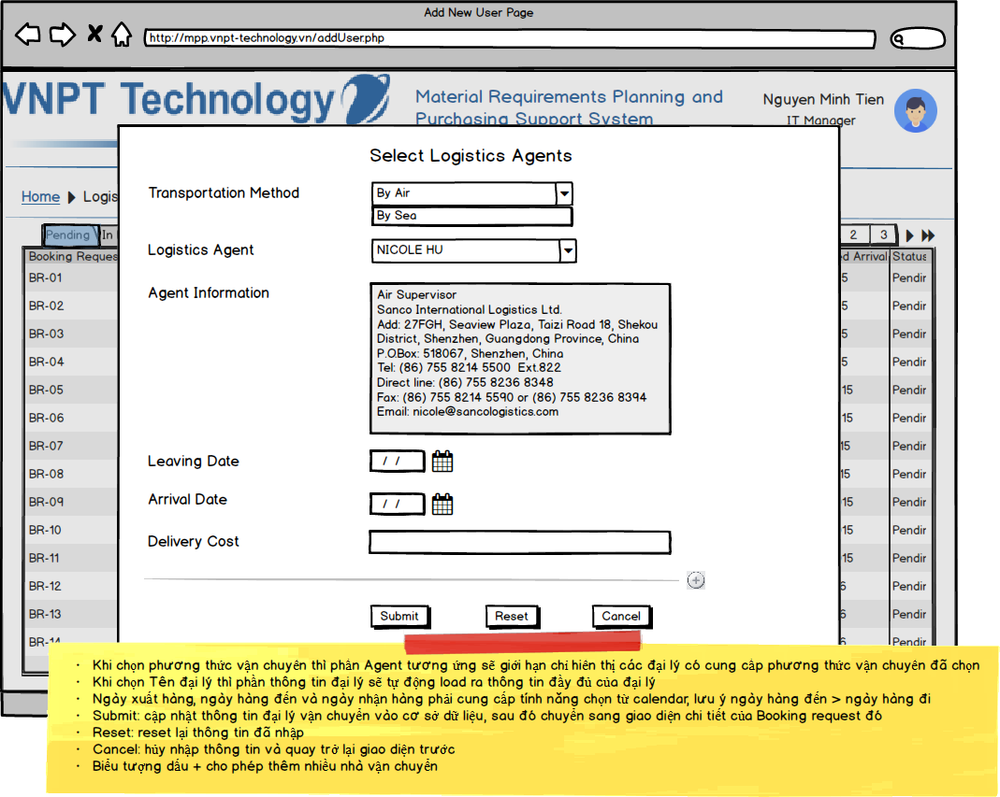 Add New User Page
http://mpp.vnpt-technology.vn/addUser.php
VNPT Technology
Material Requirements Planning and
Purchasing Support System
Nguyen Minh Tien
IT Manager
Select Logistics Agents
Home
Logis
Transportation Method
By Air
By Sea
Pending
In
2
3
Logistics Agent
NICOLE HU
Booking Reques
d Arrival
Status
BR-01
5
Pendir
Agent Information
Air Supervisor
Sanco International Logistics Ltd.
Add: 27FGH, Seaview Plaza, Taizi Road 18, Shekou
District, Shenzhen, Guangdong Province, China
P.O.Box: 518067, Shenzhen, China
Tel: (86) 755 8214 5500 Ext.822
Direct line: (86) 755 8236 8348
Fax: (86) 755 8214 5590 or (86) 755 8236 8394
Email: nicole@sancologistics.com
BR-02
5
Pendir
BR-03
5
Pendir
BR-04
5
Pendir
BR-05
15
Pendir
BR-06
15
Pendir
BR-07
15
Pendir
Leaving Date
/ /
BR-08
15
Pendir
Arrival Date
/ /
BR-09
15
Pendir
BR-10
15
Pendir
Delivery Cost
BR-11
15
Pendir
BR-12
6
Pendir
BR-13
6
Pendir
Submit
Reset
Cancel
BR-14
6
Pendir
· Khi chọn phương thức vận chuyển thì phần Agent tương ứng sẽ giới hạn chỉ hiển thị các đại lý có cung cấp phương thức vận chuyển đã chọn
· Khi chọn Tên đại lý thì phần thông tin đại lý sẽ tự động load ra thông tin đầy đủ của đại lý
· Ngày xuất hàng, ngày hàng đến và ngày nhận hàng phải cung cấp tính năng chọn từ calendar, lưu ý ngày hàng đến > ngày hàng đi
· Submit: cập nhật thông tin đại lý vận chuyển vào cơ sở dữ liệu, sau đó chuyển sang giao diện chi tiết của Booking request đó
· Reset: reset lại thông tin đã nhập
· Cancel: hủy nhập thông tin và quay trở lại giao diện trước
· Biểu tượng dấu + cho phép thêm nhiều nhà vận chuyển